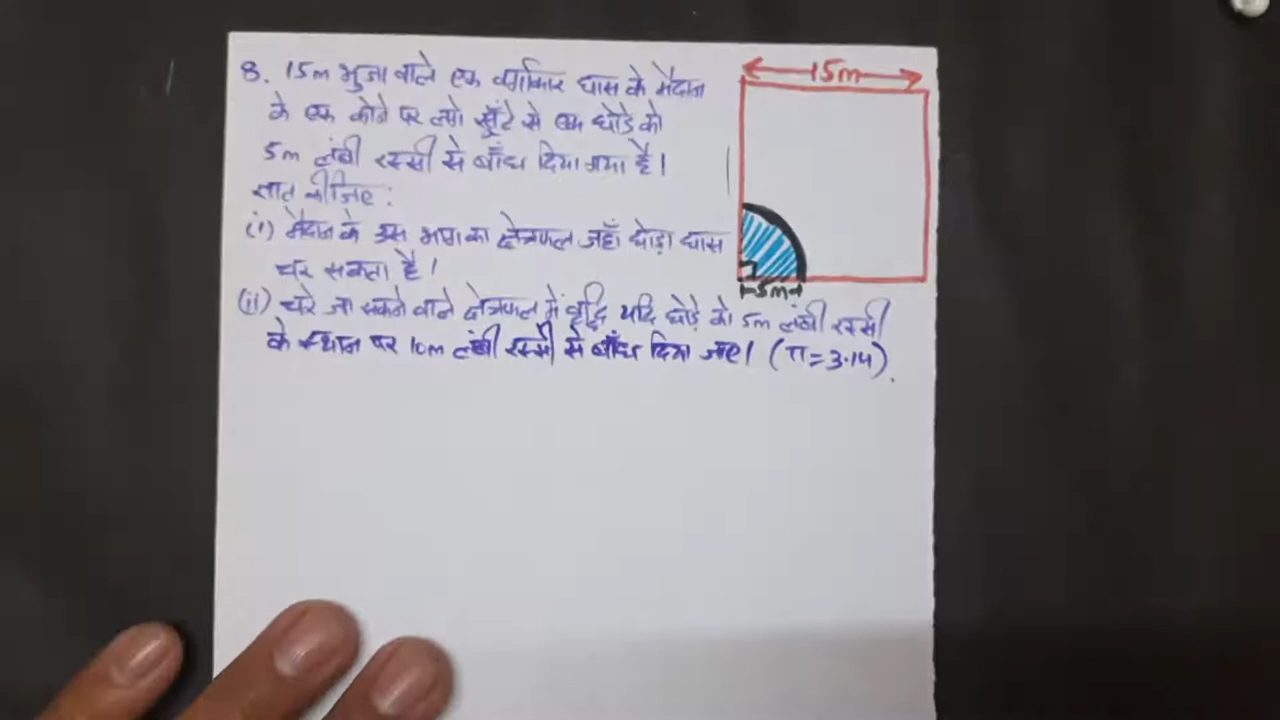 8. 15m भुजा वाले एक वर्गाकार घास के मैदान
के एक कोने पर लगे खूँटे से एक घोड़े को
5m लंबी रस्सी से बाँध दिया गया है।
ज्ञात कीजिए:
(i) मैदान के उस भाग का क्षेत्रफल जहाँ घोड़ा घास
चर सकता है।
(ii) चरे जा सकने वाले क्षेत्रफल में वृद्धि यदि घोड़े को 5m लंबी रस्सी
के स्थान पर 10m लंबी रस्सी से बाँध दिया जाए। (π=3.14).
15m
5m